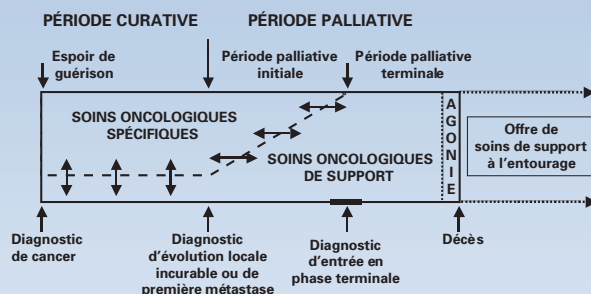 PÉRIODE CURATIVE
PÉRIODE PALLIATIVE
Espoir de
guérison
Période palliative
initiale
Période palliative
terminale
SOINS ONCOLOGIQUES
SPÉCIFIQUES
SOINS ONCOLOGIQUES
DE SUPPORT
A
G
O
N
I
E
Offre de
soins de support
à l'entourage
Diagnostic
de cancer
Diagnostic
d'évolution locale
incurable ou de
première métastase
Diagnostic
d'entrée en
phase terminale
Décès